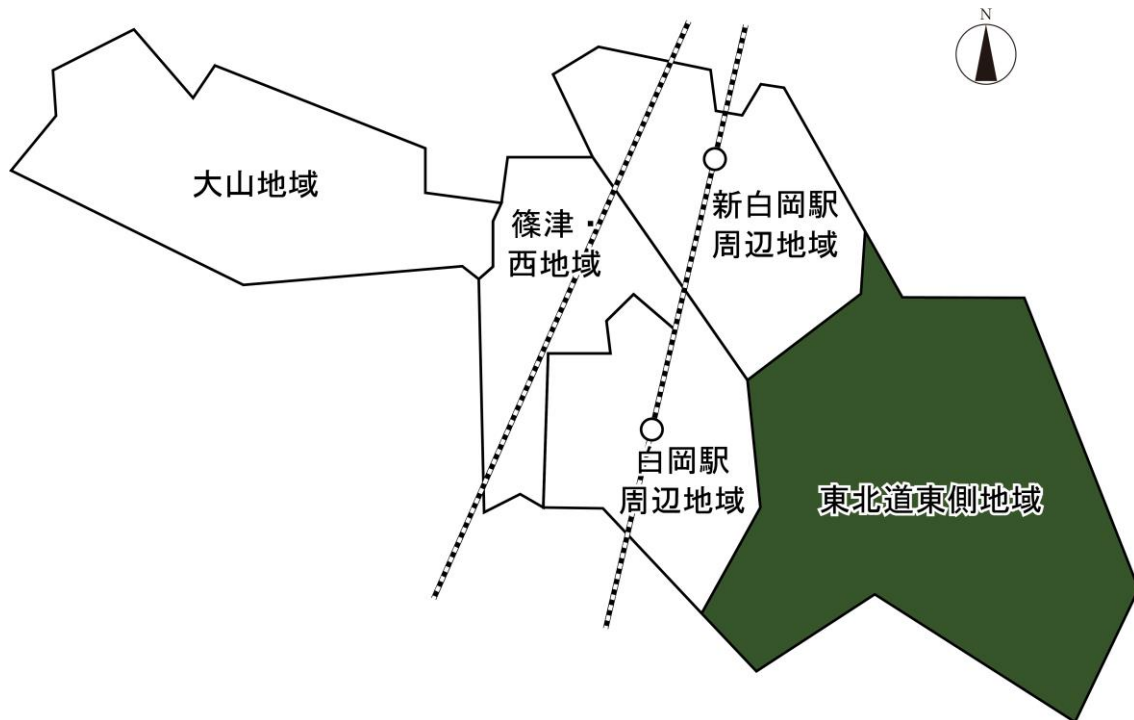 N
大山地域
篠津・
西地域
新白岡駅
周辺地域
白岡駅
周辺地域
東北道東側地域